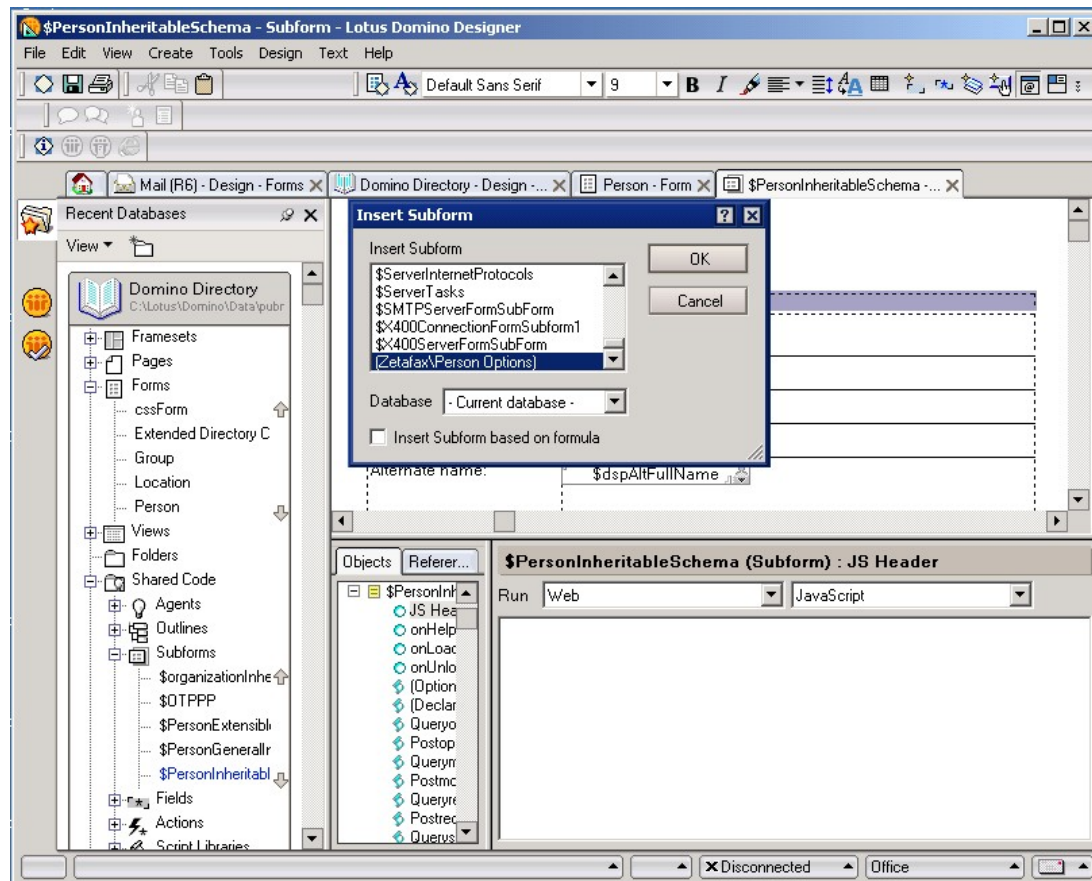 $PersonInheritableSchema - Subform - Lotus Domino Designer
File Edit View Create Tools Design Text Help
Default Sans Serif 9 B I
Mail (R6) - Design - Forms Domino Directory - Design -... Person - Form $PersonInheritableSchema -...
Recent Databases
View
Domino Directory
C:\Lotus\Domino\Data\pubr
Framesets
Pages
Forms
cssForm
Extended Directory C
Group
Location
Person
Views
Folders
Shared Code
Agents
Outlines
Subforms
$organizationInhe
$OTPPP
$PersonExtensible
$PersonGeneralIr
$PersonInheritabl
Fields
Actions
Script Libraries
Insert Subform
Insert Subform
$ServerInternetProtocols
$ServerTasks
$SMTPServerFormSubForm
$X400ConnectionFormSubform1
$X400ServerFormSubForm
(Zetafax\Person Options)
OK
Cancel
Database - Current database -
Insert Subform based on formula
Alternate name: $dspAltFullName
Objects Referer...
$PersonInh
JS Hea
onHelp
onLoac
onUnlo
(Option
(Declar
Queryo
Postop
Querym
Postmc
Queryre
Postrec
Querys
$PersonInheritableSchema (Subform) : JS Header
Run Web JavaScript
Disconnected Office